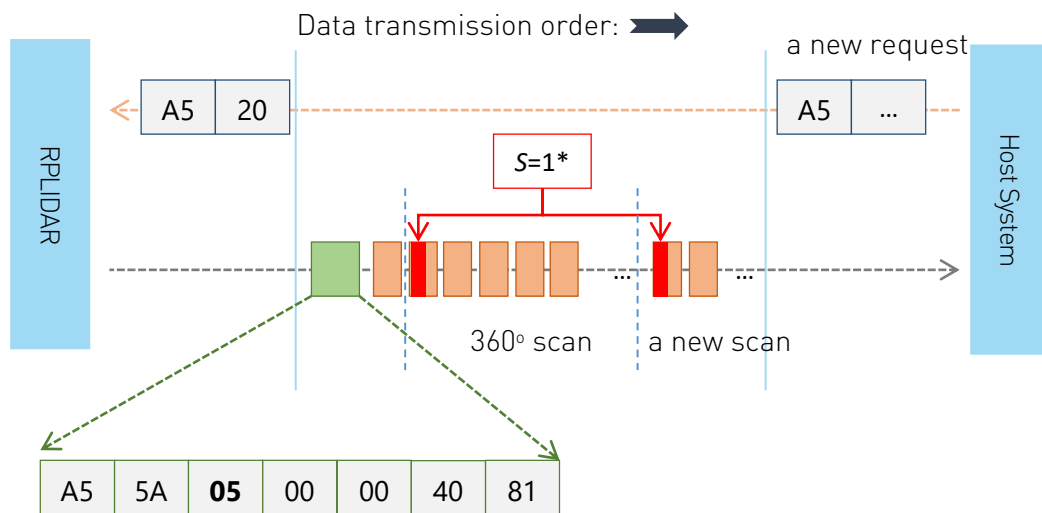 Data transmission order:
a new request
A5 20
A5 ...
RPLIDAR
Host System
S=1*
... ...
360° scan
a new scan
A5 5A 05 00 00 40 81